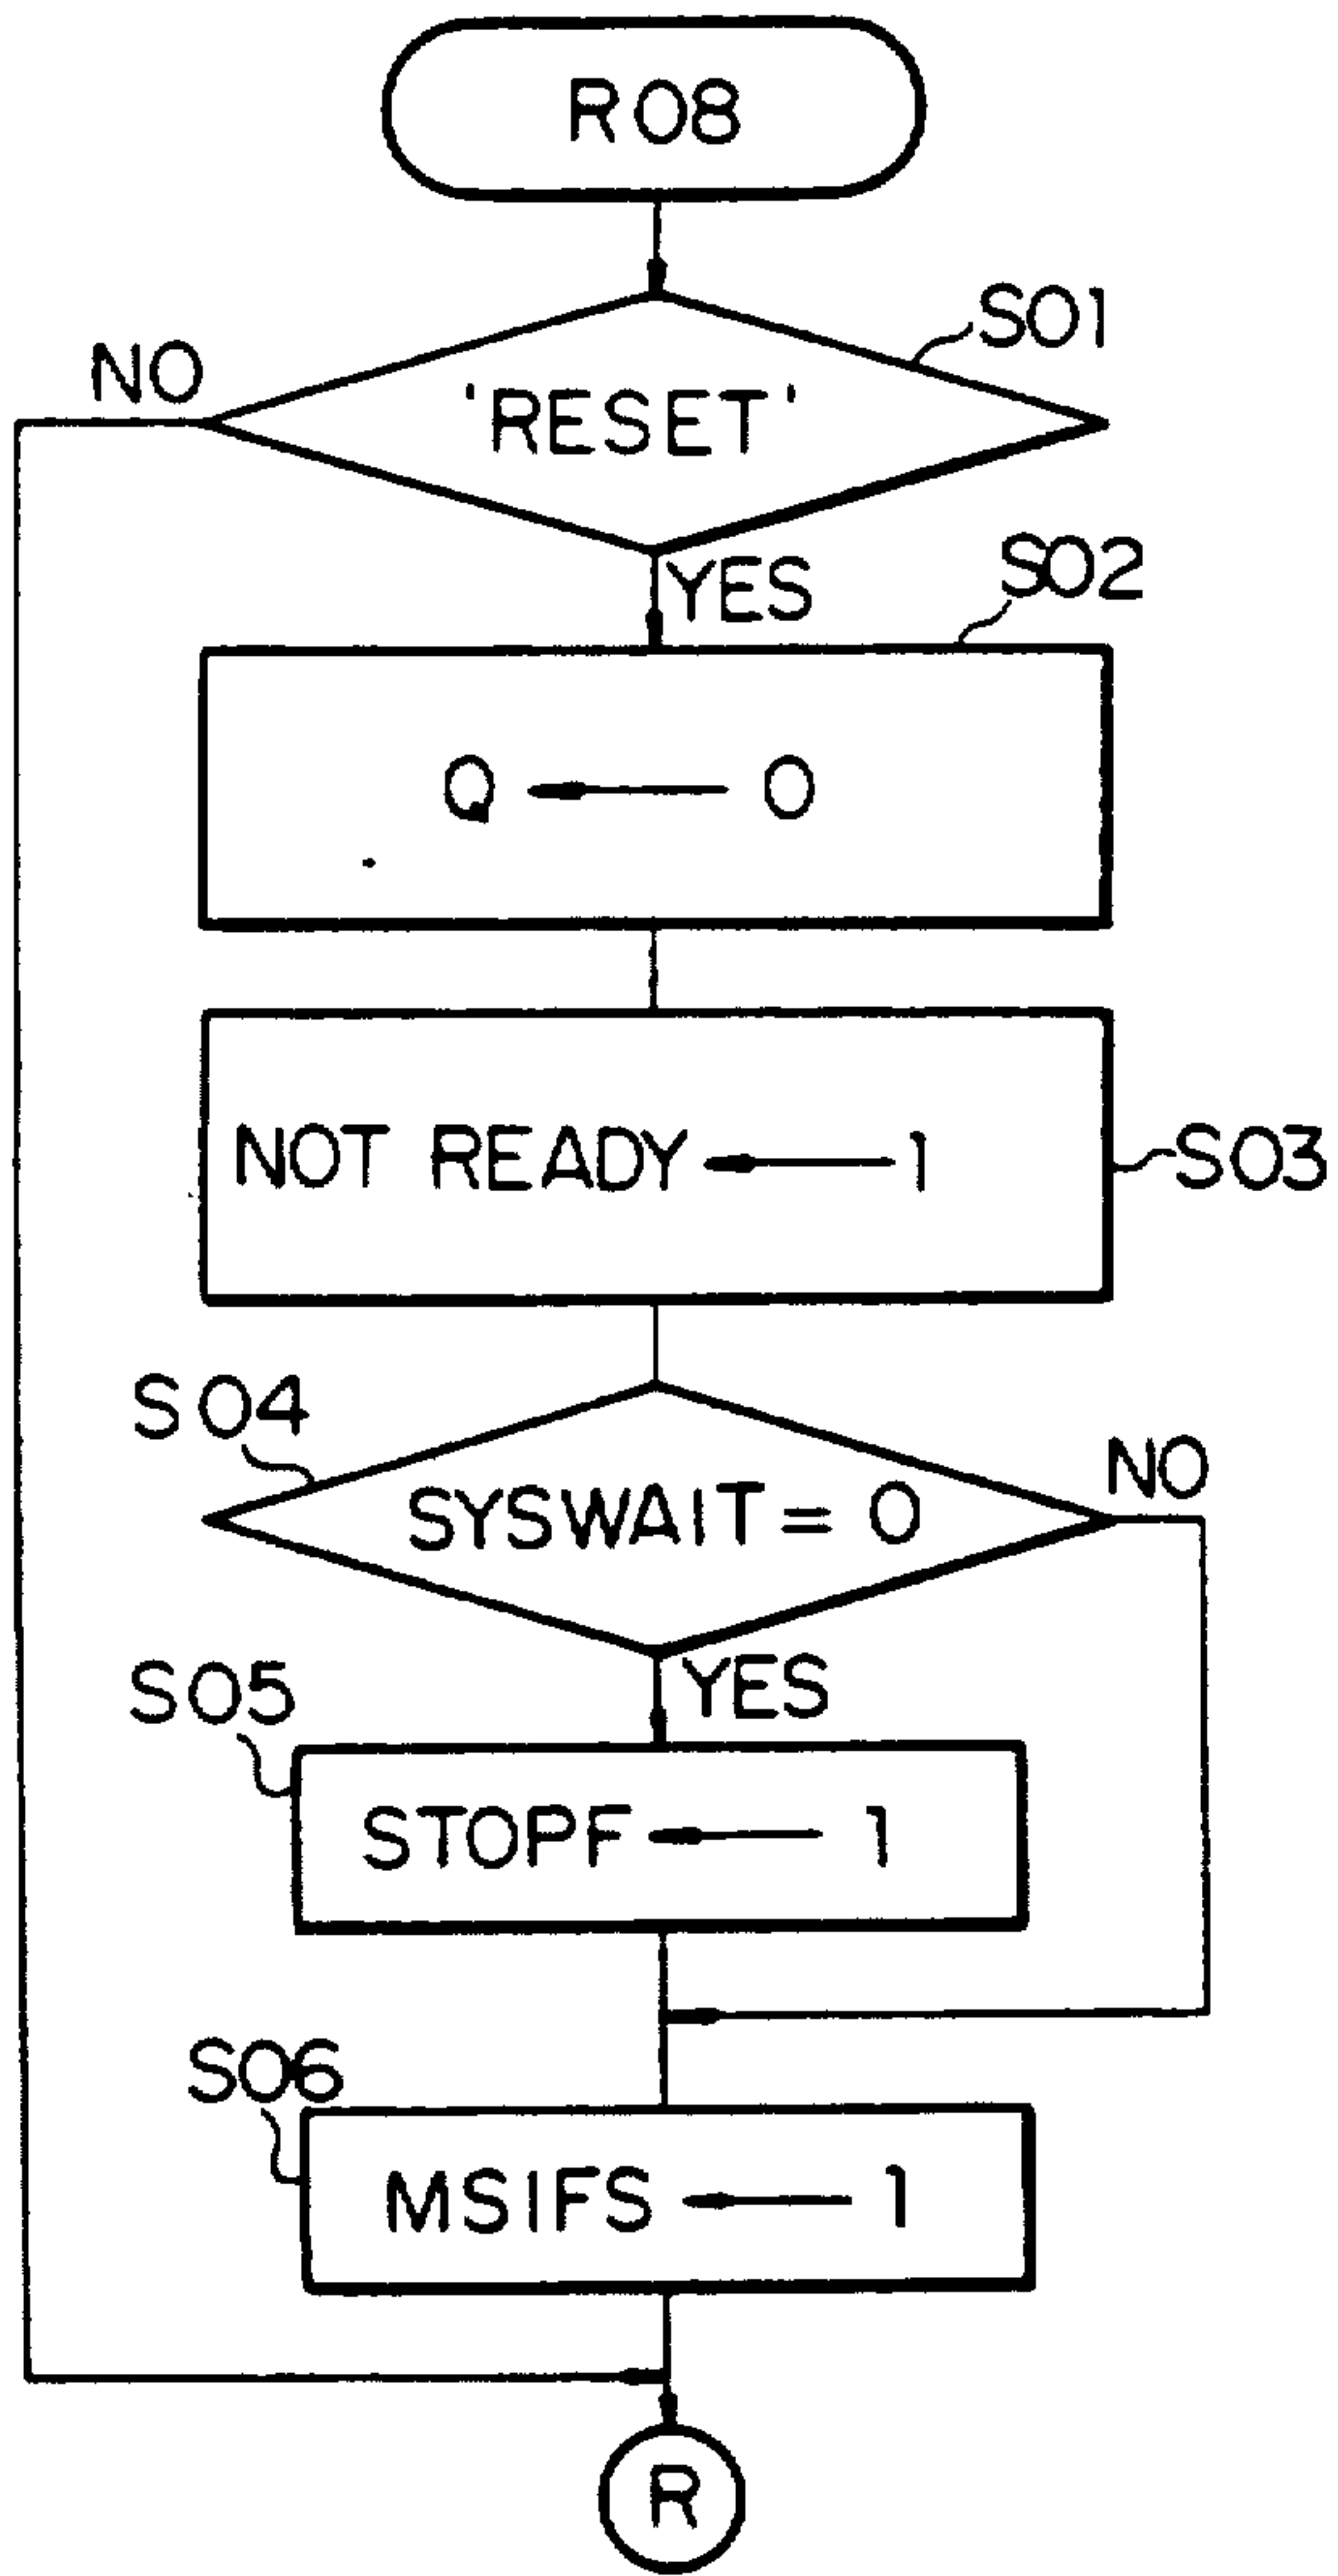 R08
S01
NO
'RESET'
YES
S02
Q ← 0
NOT READY ← 1
S03
S04
NO
SYSWAIT = 0
YES
S05
STOPF ← 1
S06
MSIFS ← 1
R